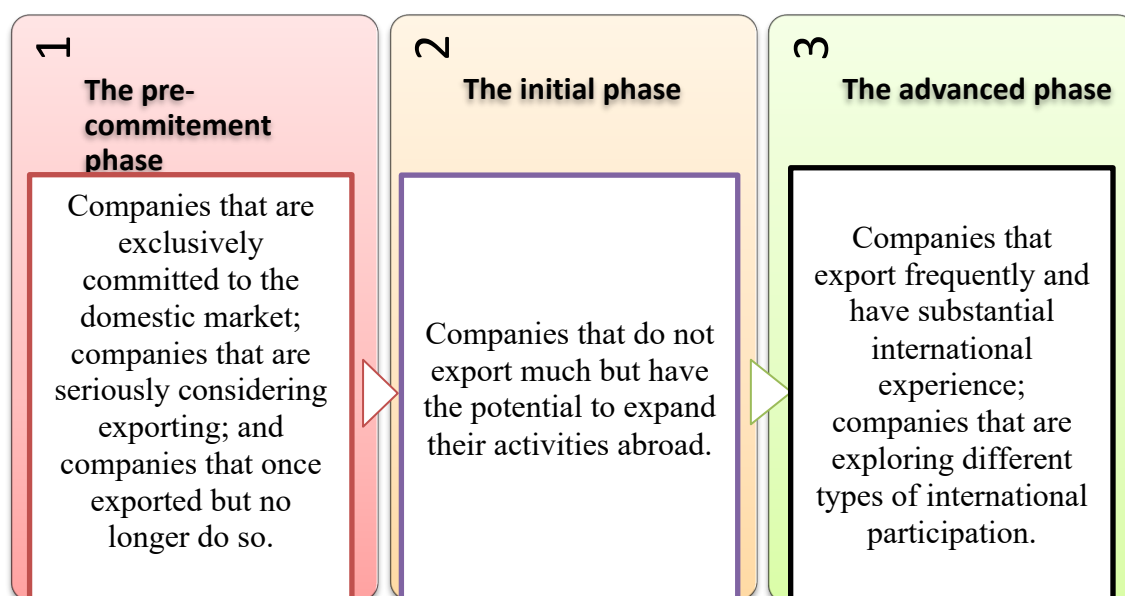 1
The pre-
commitement
phase
Companies that are
exclusively
committed to the
domestic market;
companies that are
seriously considering
exporting; and
companies that once
exported but no
longer do so.
2
The initial phase
Companies that do not
export much but have
the potential to expand
their activities abroad.
3
The advanced phase
Companies that
export frequently and
have substantial
international
experience;
companies that are
exploring different
types of international
participation.